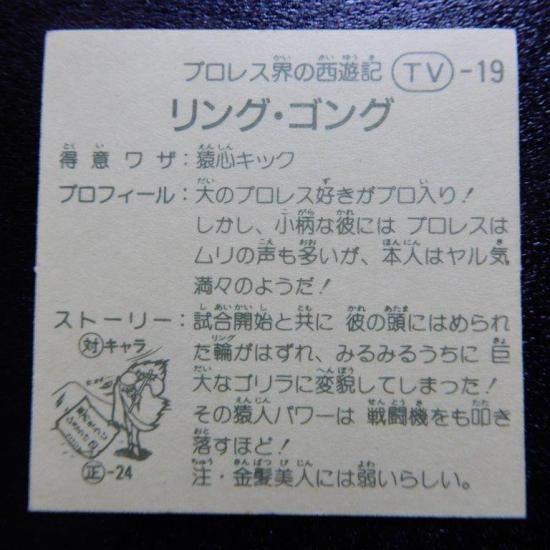 プロレス界の西遊記 TV-19
リング・ゴング
得意ワザ:猿心キック
プロフィール:大のプロレス好きがプロ入り!
しかし、小柄な彼には プロレスは
ムリの声も多いが、本人はヤル気
満々のようだ!
ストーリー:試合開始と共に 彼の頭にはめられ
た輪がはずれ、みるみるうちに 巨
大なゴリラに変貌してしまった!
その猿人パワーは 戦闘機をも叩き
落すほど!
注・金髪美人には弱いらしい。
対キャラ
正-24